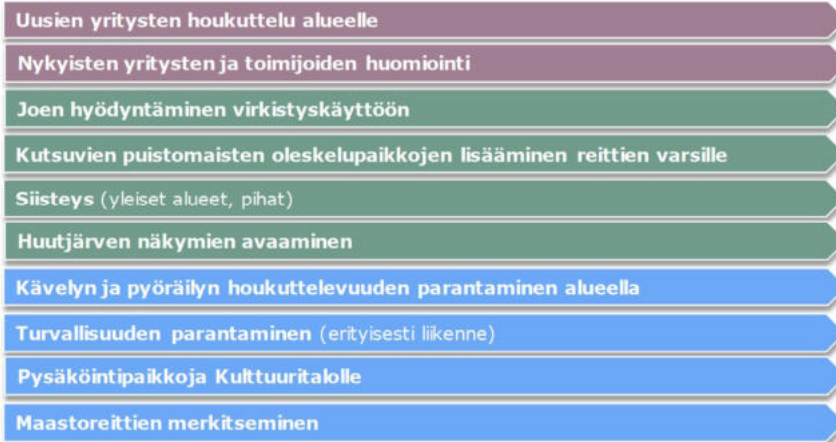 Uusien yritysten houkuttelu alueelle
Nykyisten yritysten ja toimijoiden huomiointi
Joen hyödyntäminen virkistyskäyttöön
Kutsuvien puistomaisten oleskelupaikkojen lisääminen reittien varsille
Siisteys (yleiset alueet, pihat)
Huutjärven näkymien avaaminen
Kävelyn ja pyöräilyn houkuttelevuuden parantaminen alueella
Turvallisuuden parantaminen (erityisesti liikenne)
Pysäköintipaikkoja Kulttuuritalolle
Maastoreittien merkitseminen